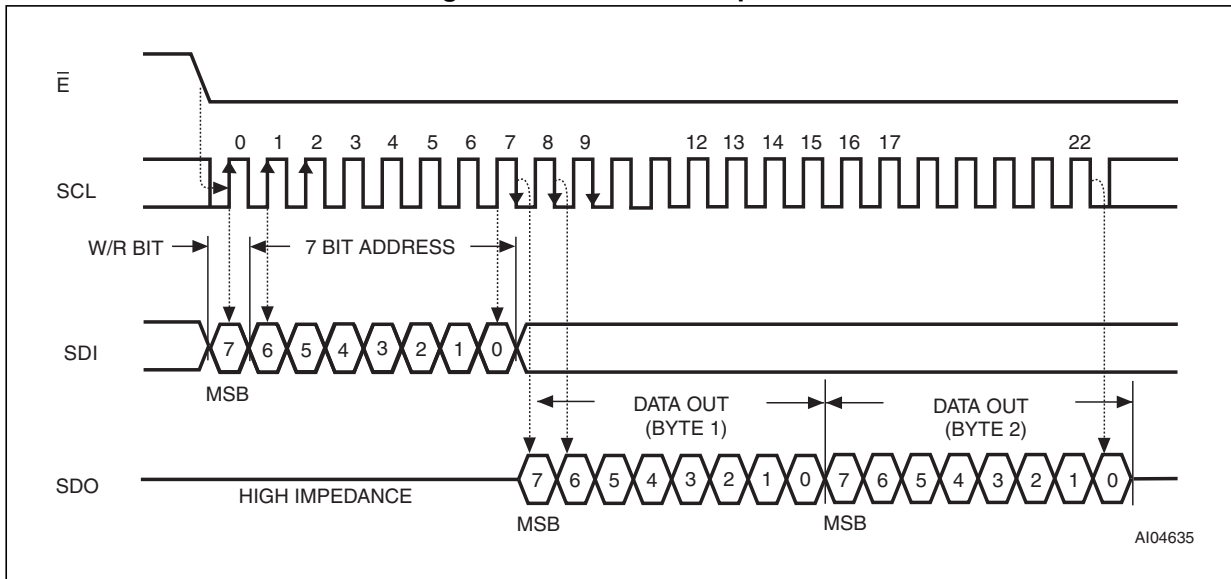 E
0 1 2 3 4 5 6 7 8 9 12 13 14 15 16 17 22
SCL
W/R BIT 7 BIT ADDRESS
SDI
7 6 5 4 3 2 1 0
MSB
DATA OUT
(BYTE 1)
DATA OUT
(BYTE 2)
SDO
HIGH IMPEDANCE
7 6 5 4 3 2 1 0 7 6 5 4 3 2 1 0
MSB
MSB
AI04635